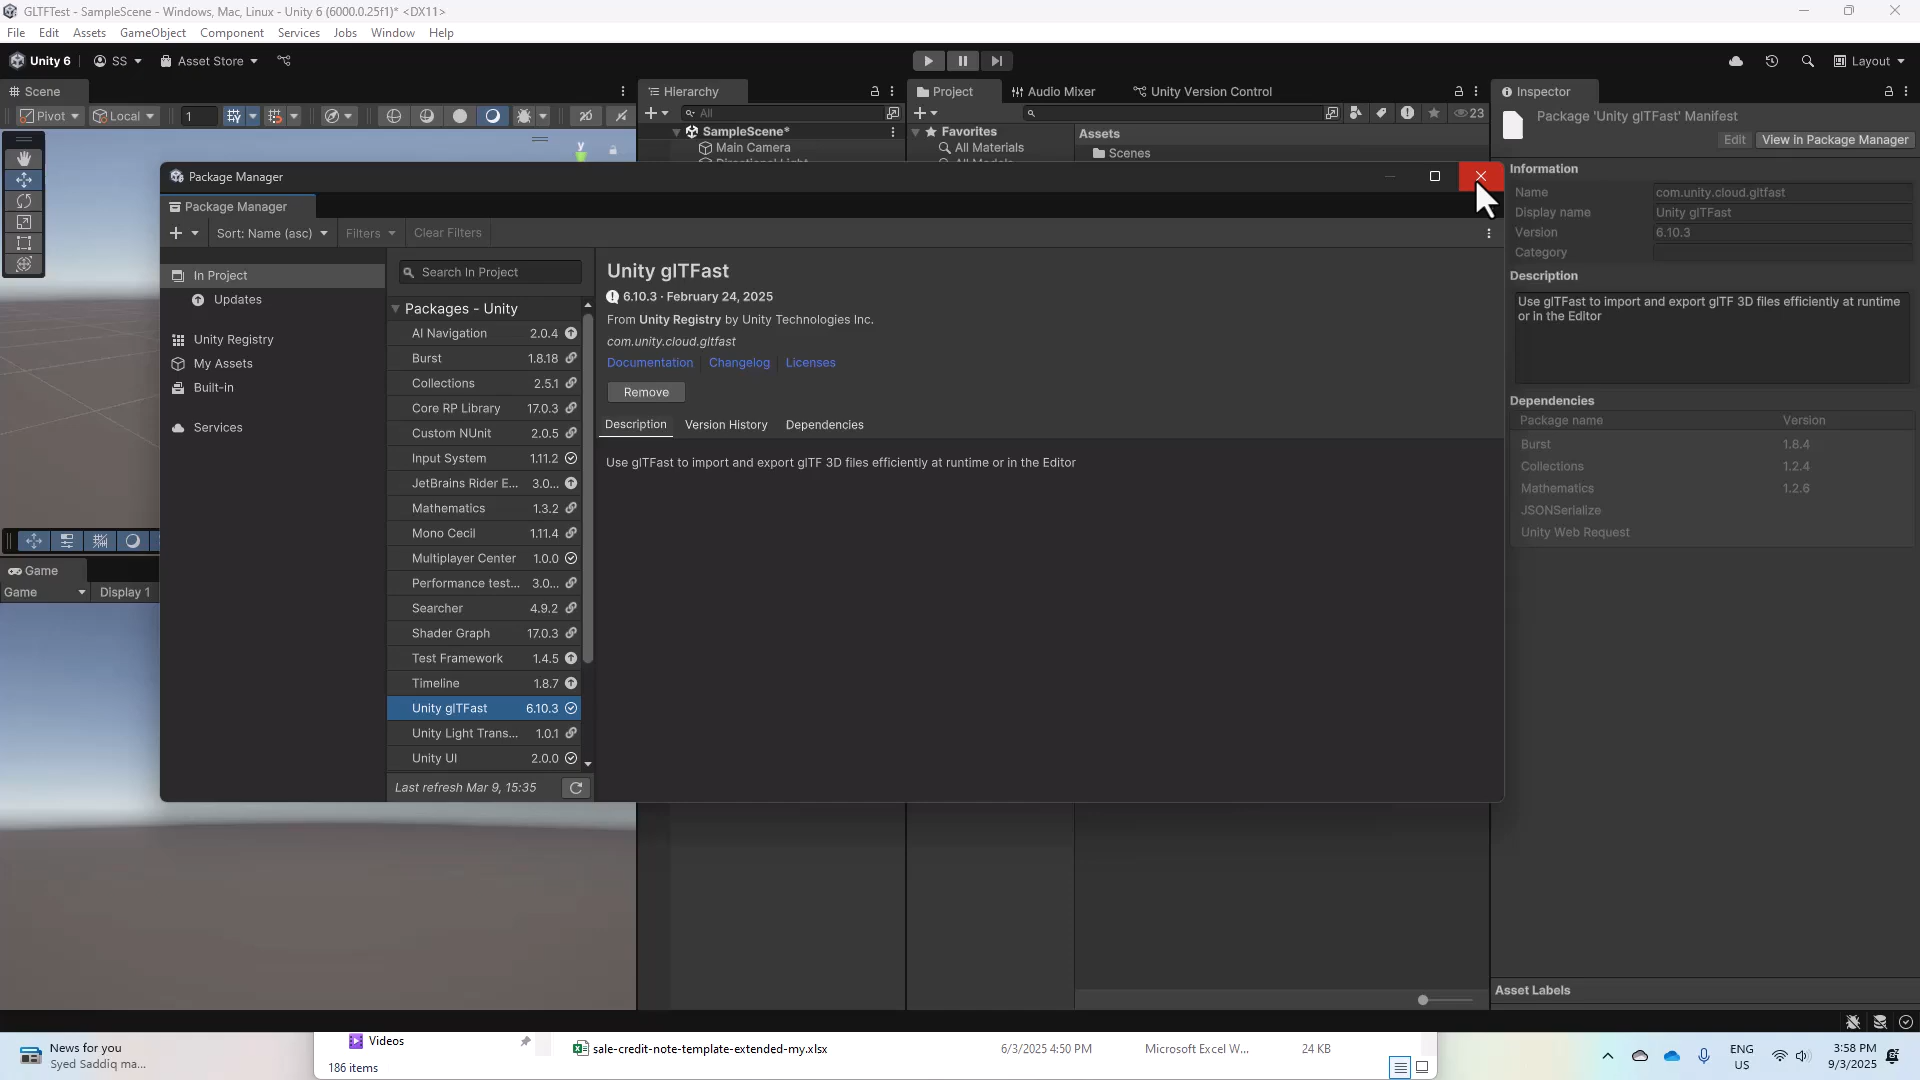 GLTFTest - SampleScene - Windows, Mac, Linux - Unity 6 (6000.0.25f1)* <DX11>
File Edit Assets GameObject Component Services Jobs Window Help
Unity 6 SS Asset Store Layout
Scene
Pivot Local 1
Hierarchy
All
SampleScene*
Main Camera
Project Audio Mixer Unity Version Control
23
Favorites
All Materials
Assets
Scenes
Package Manager
Package Manager
Sort: Name (asc) Filters Clear Filters
In Project
Updates
Unity Registry
My Assets
Built-in
Services
Search In Project
Packages - Unity
AI Navigation 2.0.4
Burst 1.8.18
Collections 2.5.1
Core RP Library 17.0.3
Custom NUnit 2.0.5
Input System 1.11.2
JetBrains Rider E... 3.0...
Mathematics 1.3.2
Mono Cecil 1.11.4
Multiplayer Center 1.0.0
Performance test... 3.0...
Searcher 4.9.2
Shader Graph 17.0.3
Test Framework 1.4.5
Timeline 1.8.7
Unity glTFast 6.10.3
Unity Light Trans... 1.0.1
Unity UI 2.0.0
Last refresh Mar 9, 15:35
Unity glTFast
6.10.3 · February 24, 2025
From Unity Registry by Unity Technologies Inc.
com.unity.cloud.gltfast
Documentation Changelog Licenses
Remove
Description Version History Dependencies
Use glTFast to import and export glTF 3D files efficiently at runtime or in the Editor
Inspector
Package 'Unity glTFast' Manifest
Edit View in Package Manager
Information
Name com.unity.cloud.gltfast
Display name Unity glTFast
Version 6.10.3
Category
Description
Use glTFast to import and export glTF 3D files efficiently at runtime
or in the Editor
Dependencies
Package name Version
Burst 1.8.4
Collections 1.2.4
Mathematics 1.2.6
JSONSerialize
Unity Web Request
Asset Labels
y
Game
Game Display 1
News for you
Syed Saddiq ma...
Videos
186 items
sale-credit-note-template-extended-my.xlsx 6/3/2025 4:50 PM Microsoft Excel W... 24 KB
ENG
US
3:58 PM
9/3/2025